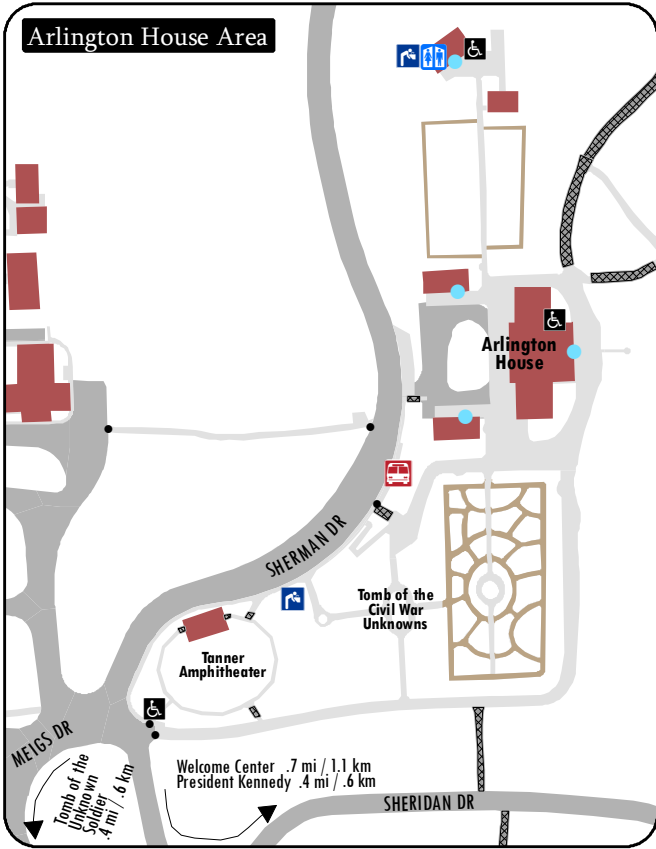 Arlington House Area
Arlington
House
SHERMAN DR
Tomb of the
Civil War
Unknowns
Tanner
Amphitheater
MEIGS DR
Tomb of the
Unknown
Soldier
.4 mi / .6 km
Welcome Center .7 mi / 1.1 km
President Kennedy .4 mi / .6 km
SHERIDAN DR